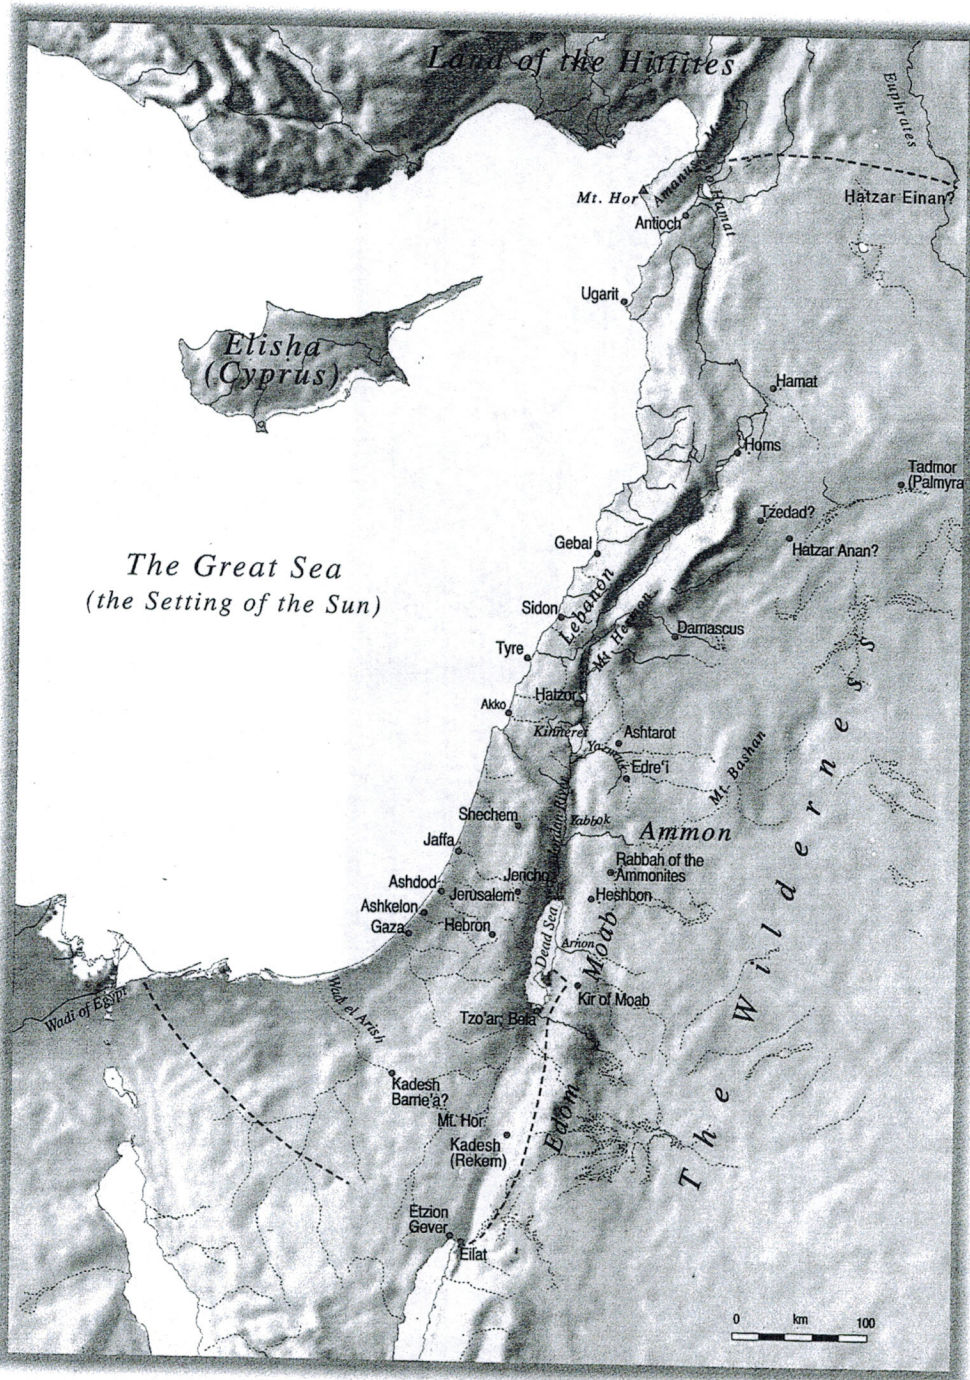 Land of the Hittites
Euphrates
Mt. Hor
Hamat
Hatzar Einan?
Antioch
Ugarit
Elisha
(Cyprus)
Hamat
Homs
Tadmor
(Palmyra
Tzedad?
Hatzar Anan?
Gebal
The Great Sea
(the Setting of the Sun)
Lebanon
Sidon
Mt. Hermon
Damascus
Tyre
Hatzor
Akko
Kinneret
Ashtarot
Yarmuk
Edre'i
Mt. Bashan
The Wilderness
Shechem
Jordan River
Yabbok
Ammon
Jaffa
Rabbah of the
Ammonites
Ashdod
Jericho
Jerusalem
Heshbon
Ashkelon
Gaza
Hebron
Dead Sea
Arnon
Moab
Kir of Moab
Wadi of Egypt
Wadi el Arish
Tzo'ar; Bela
Kadesh
Barne'a?
Mt. Hor
Kadesh
(Rekem)
Edom
Etzion
Gever
Eilat
0 km 100